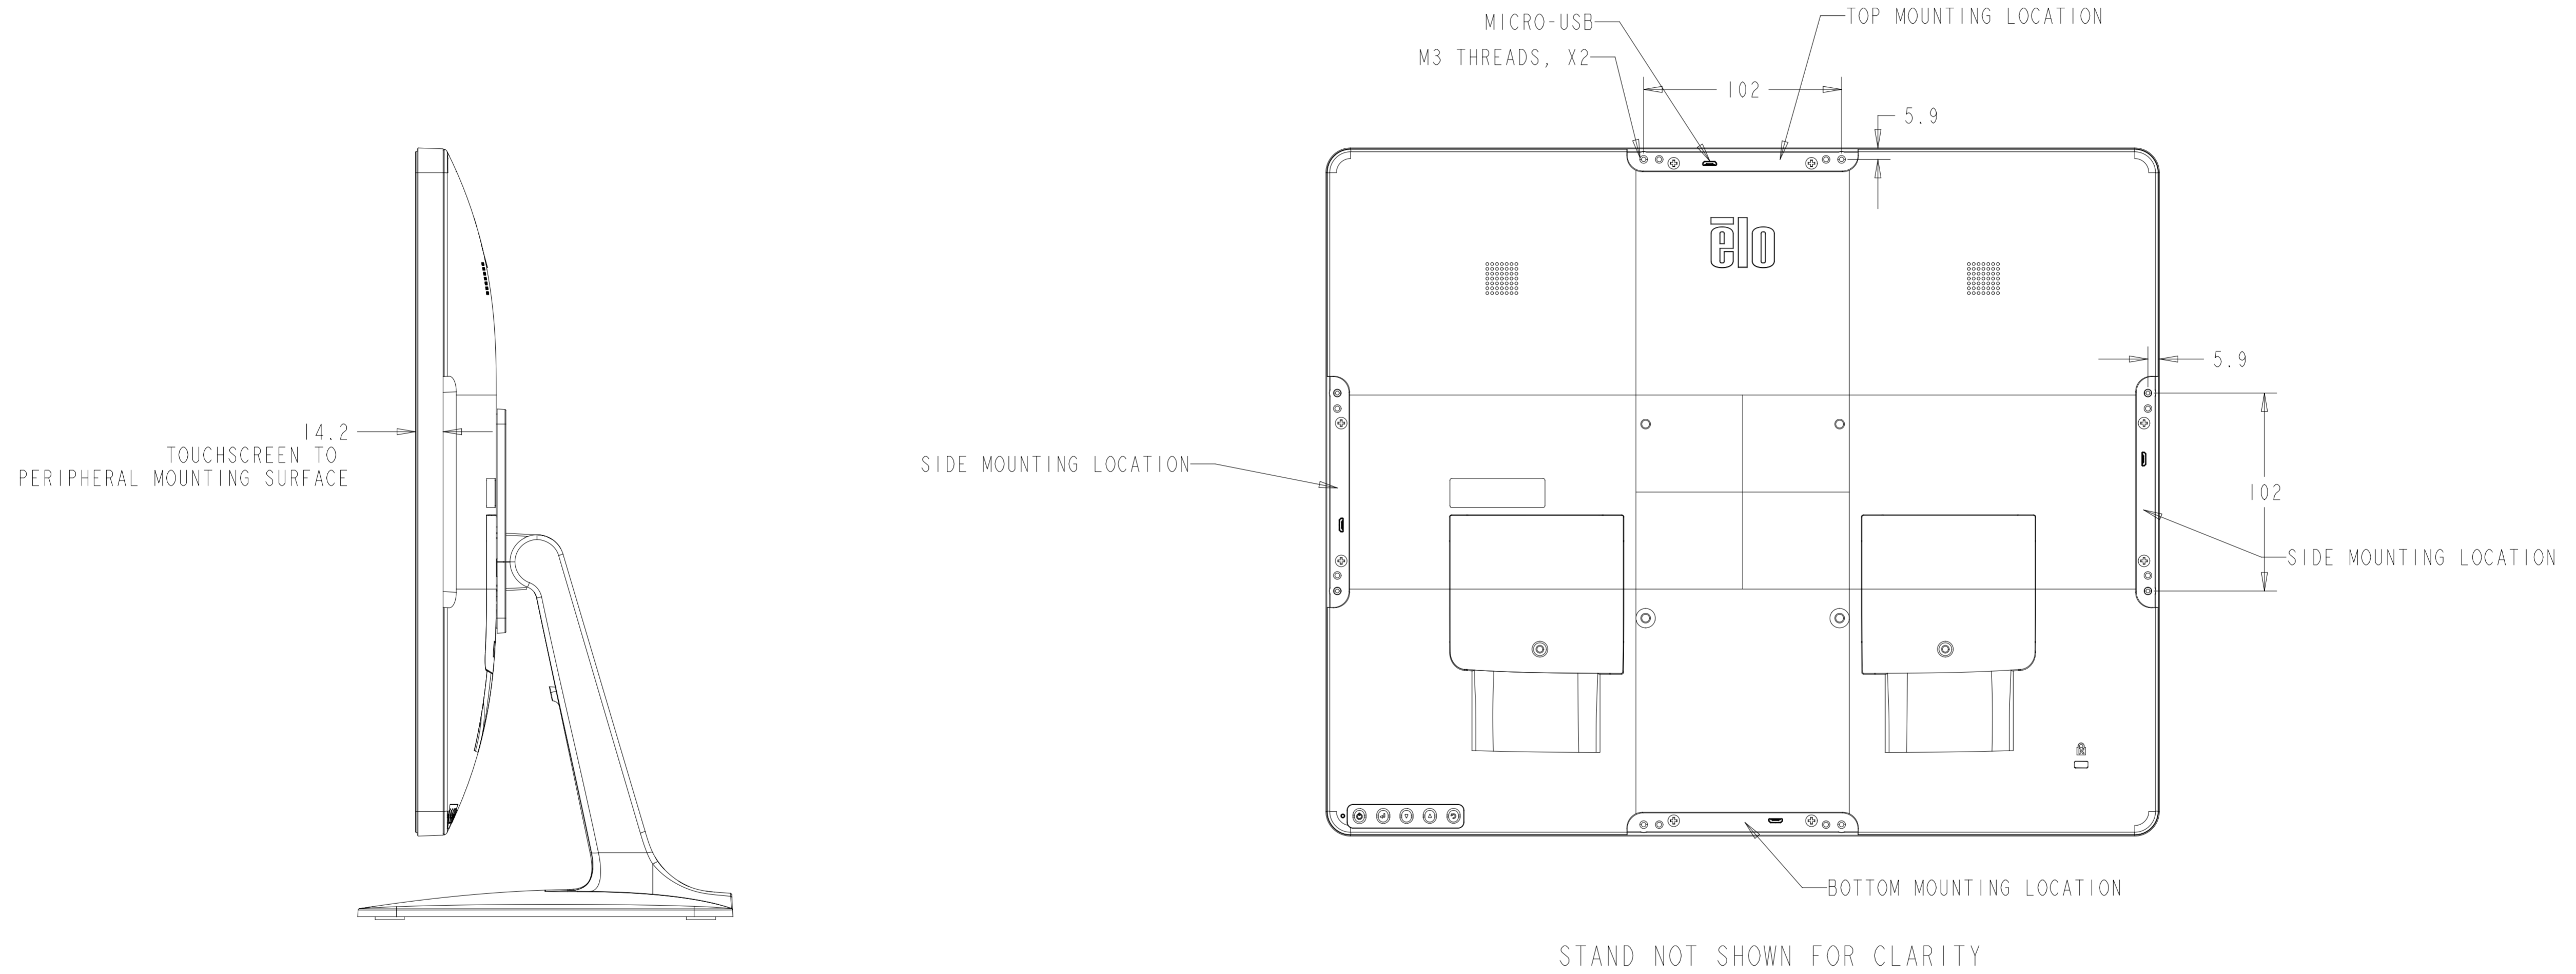 MICRO-USB
TOP MOUNTING LOCATION
M3 THREADS, X2
102
5.9
ēlo
5.9
14.2
TOUCHSCREEN TO
PERIPHERAL MOUNTING SURFACE
SIDE MOUNTING LOCATION
102
SIDE MOUNTING LOCATION
BOTTOM MOUNTING LOCATION
STAND NOT SHOWN FOR CLARITY